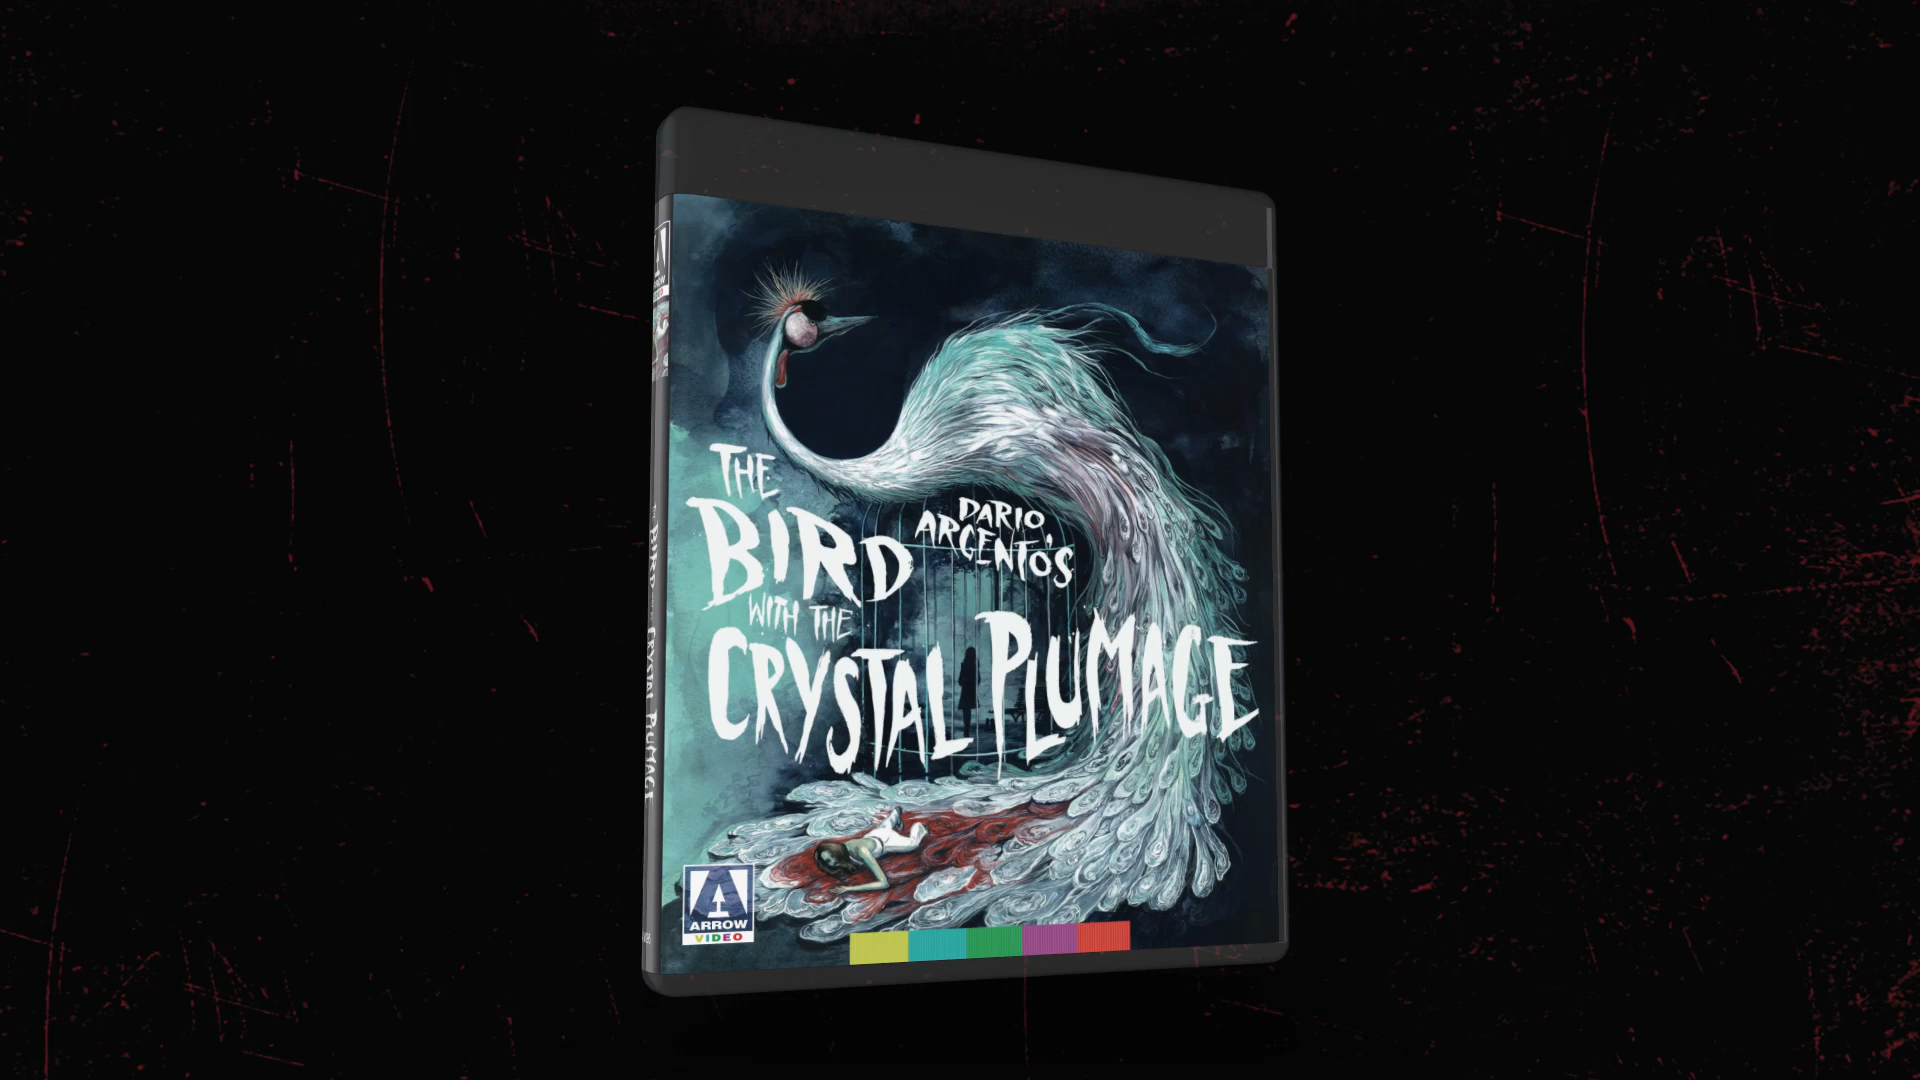 THE
BIRD
WITH THE
DARIO
ARGENTO'S
CRYSTAL PLUMAGE
ARROW
VIDEO
THE BIRD WITH THE CRYSTAL PLUMAGE